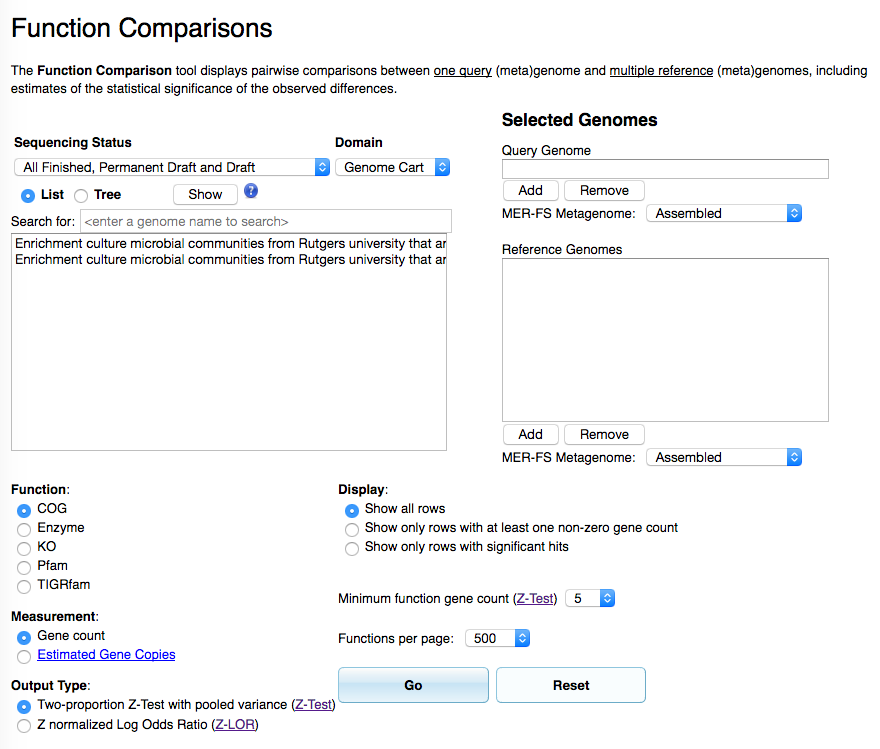 Function Comparisons
The Function Comparison tool displays pairwise comparisons between one query (meta)genome and multiple reference (meta)genomes, including
estimates of the statistical significance of the observed differences.
Sequencing Status
Domain
All Finished, Permanent Draft and Draft
Genome Cart
List
Tree
Show
?
Search for:
<enter a genome name to search>
Enrichment culture microbial communities from Rutgers university that ar
Enrichment culture microbial communities from Rutgers university that ar
Selected Genomes
Query Genome
Add
Remove
MER-FS Metagenome:
Assembled
Reference Genomes
Add
Remove
MER-FS Metagenome:
Assembled
Function:
COG
Enzyme
KO
Pfam
TIGRfam
Measurement:
Gene count
Estimated Gene Copies
Output Type:
Two-proportion Z-Test with pooled variance (Z-Test)
Z normalized Log Odds Ratio (Z-LOR)
Display:
Show all rows
Show only rows with at least one non-zero gene count
Show only rows with significant hits
Minimum function gene count (Z-Test)
5
Functions per page:
500
Go
Reset